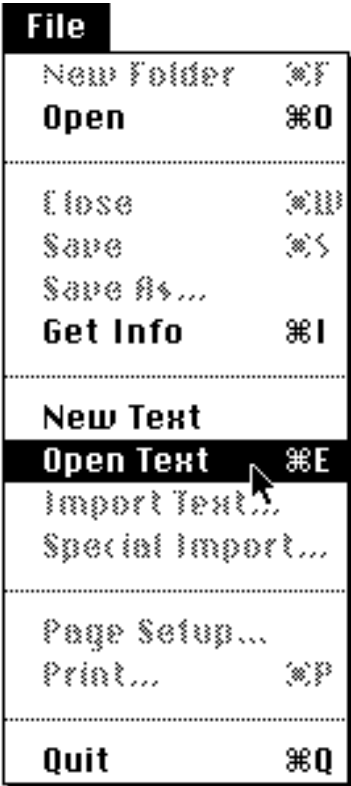 File
New Folder ⌘F
Open ⌘O
Close ⌘W
Save ⌘S
Save As...
Get Info ⌘I
New Text
Open Text ⌘E
Import Text...
Special Import...
Page Setup...
Print... ⌘P
Quit ⌘Q